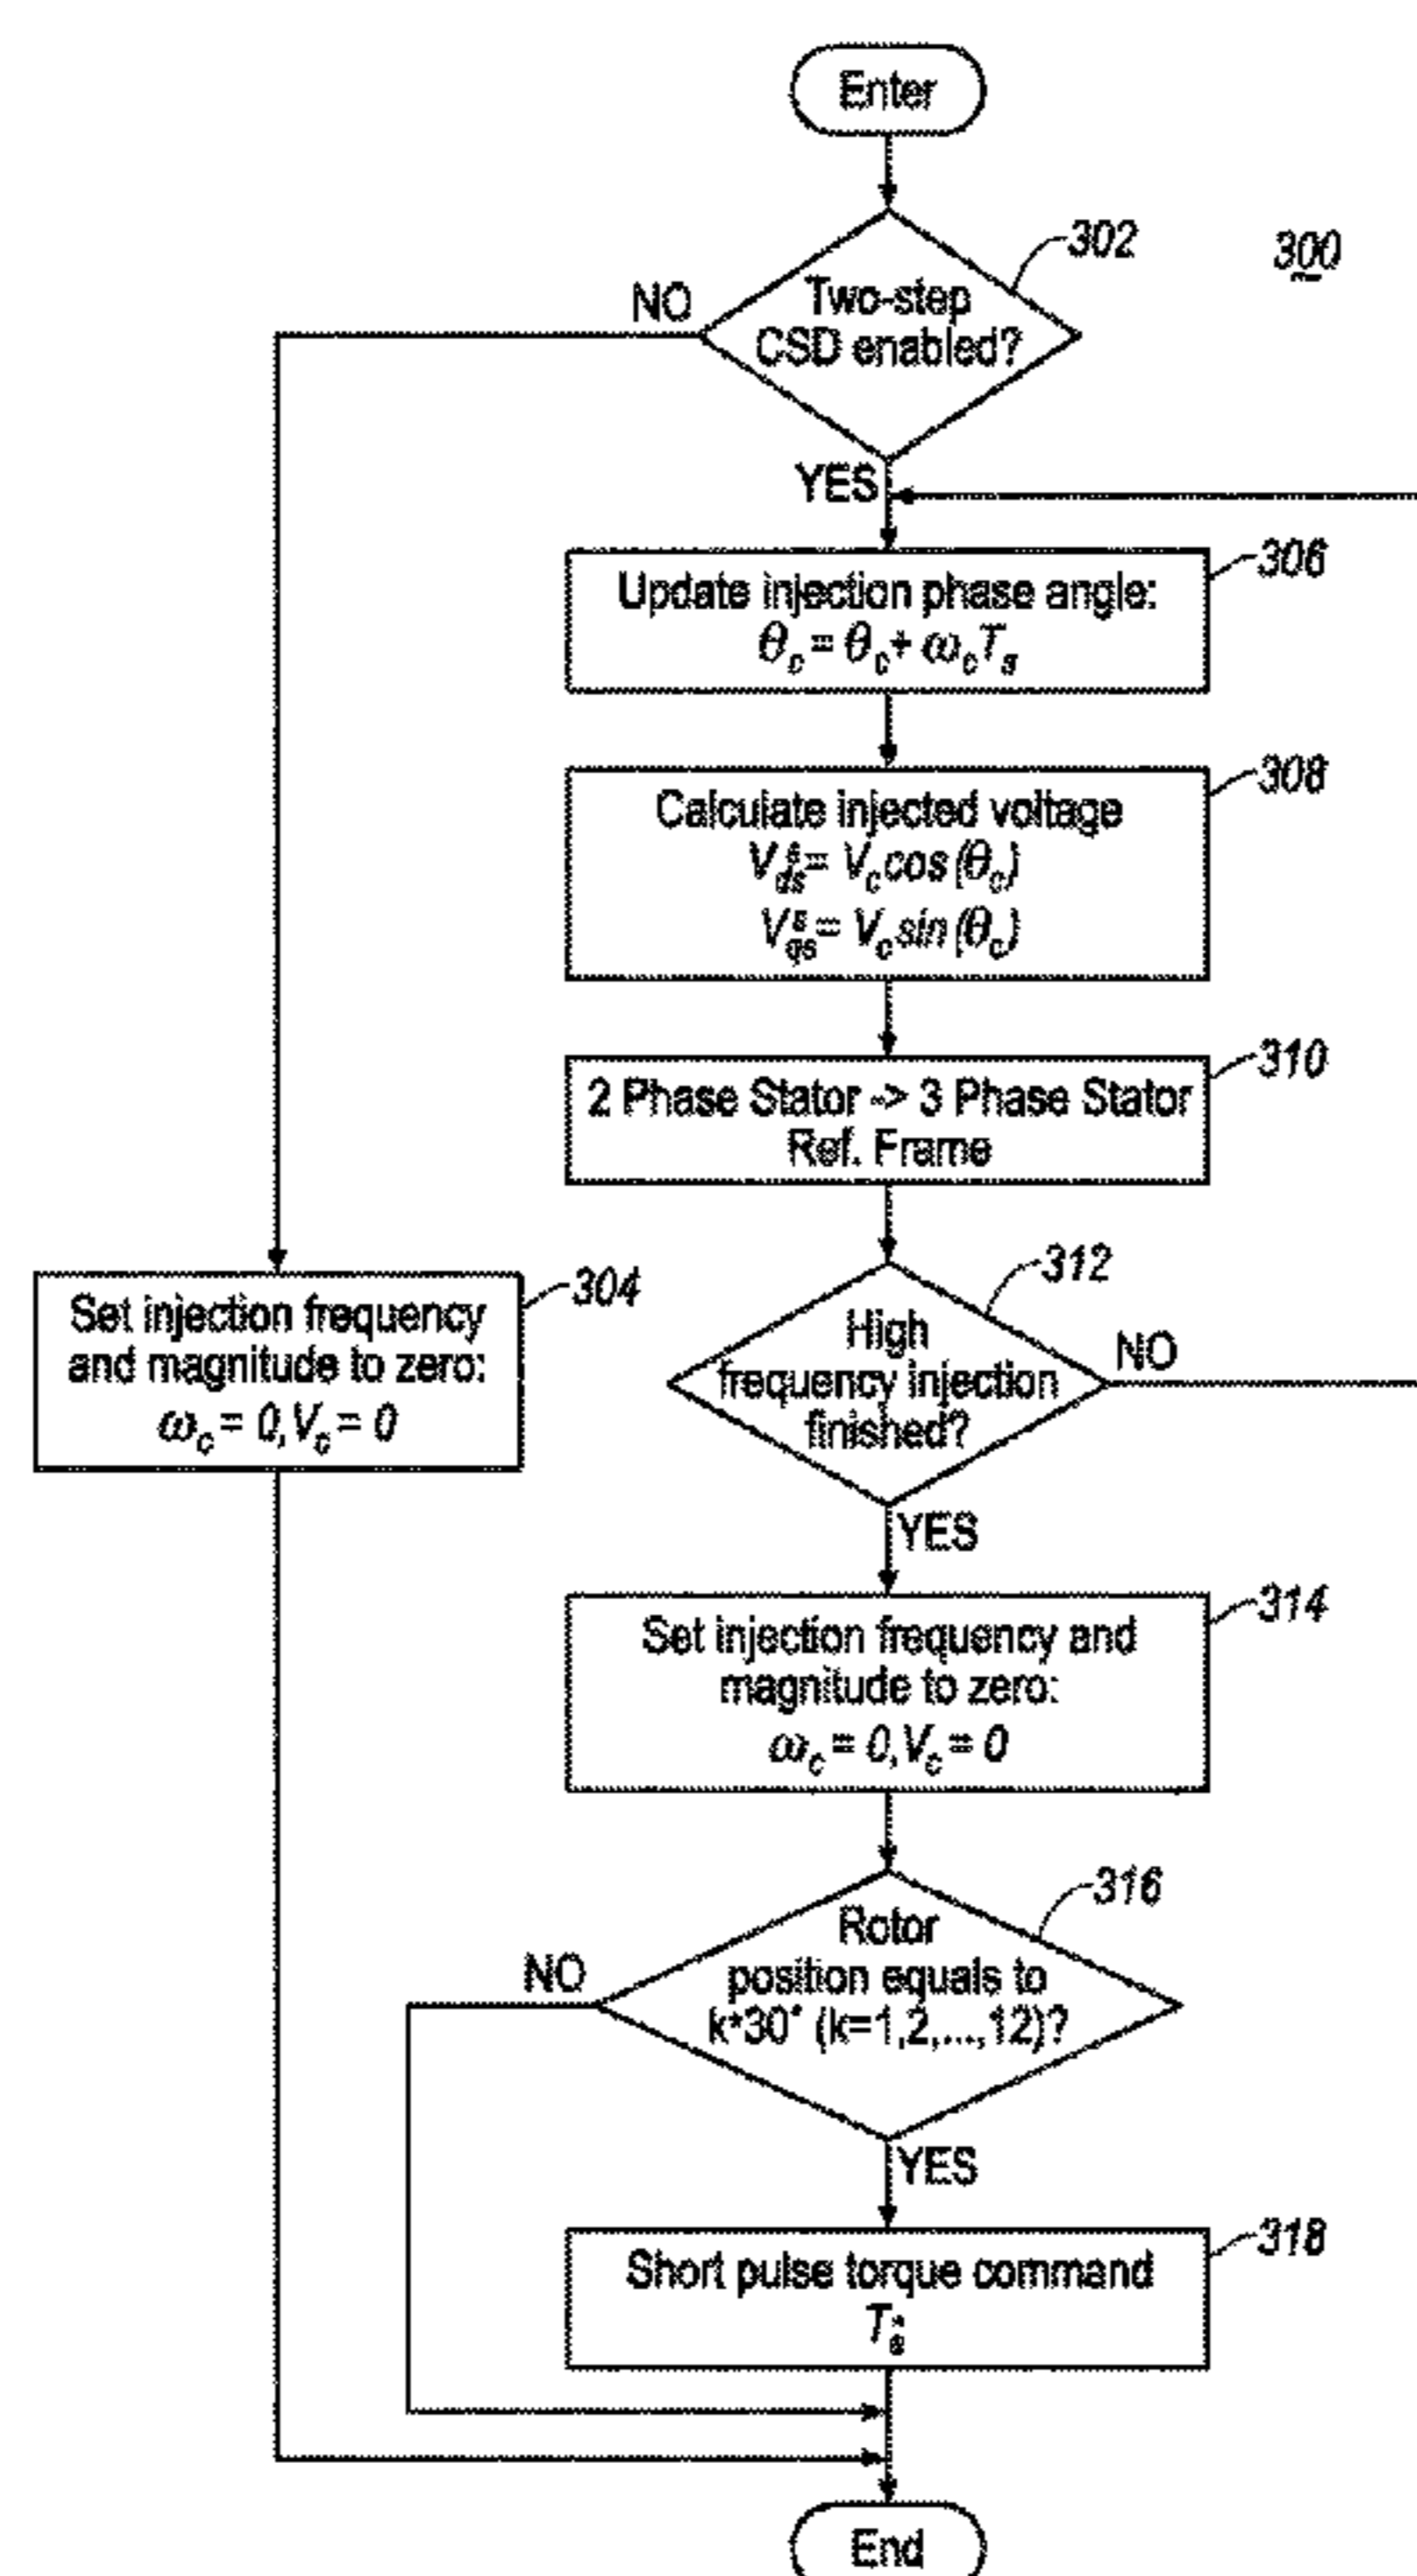 Enter
302
300
Two-step
CSD enabled?
NO
YES
306
Update injection phase angle:
θc = θc + ωcTs
308
Calculate injected voltage
Vsds = Vc cos (θc)
Vsqs = Vc sin (θc)
310
2 Phase Stator -> 3 Phase Stator
Ref. Frame
304
Set injection frequency
and magnitude to zero:
ωc = 0, Vc = 0
312
High
frequency injection
finished?
NO
YES
314
Set injection frequency and
magnitude to zero:
ωc = 0, Vc = 0
316
Rotor
position equals to
k*30° (k=1,2,...,12)?
NO
YES
318
Short pulse torque command
Te*
End